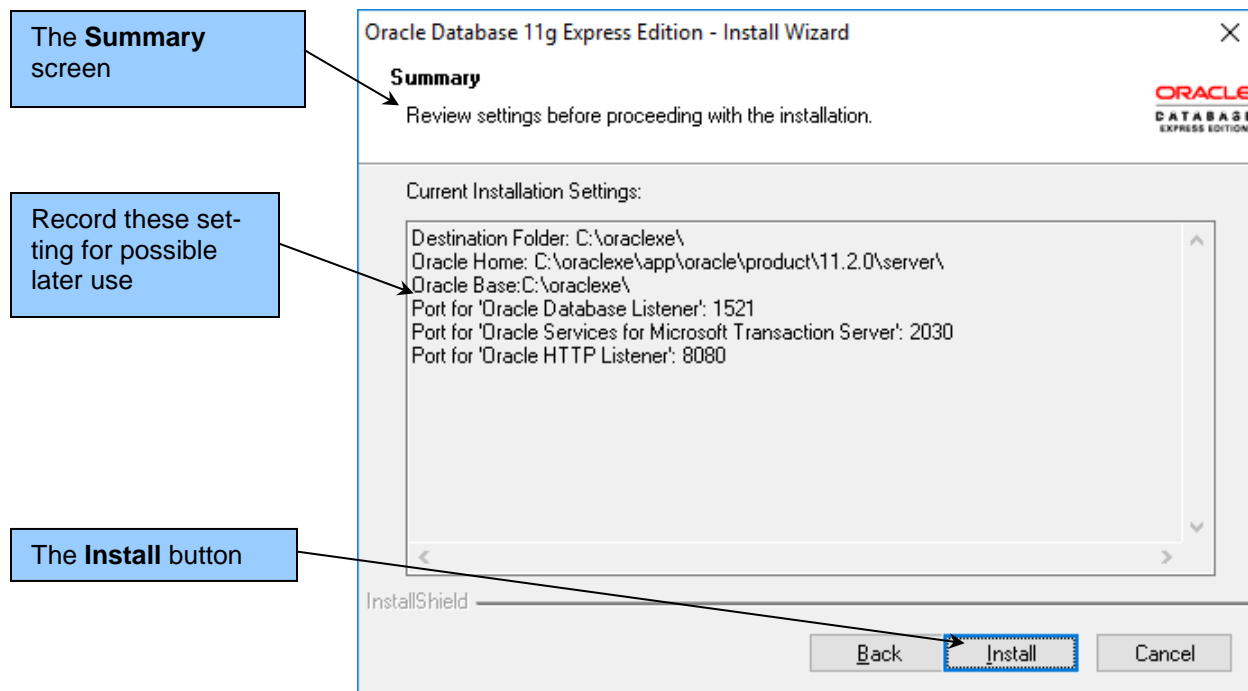 The Summary
screen
Oracle Database 11g Express Edition - Install Wizard
Summary
Review settings before proceeding with the installation.
ORACLE
DATABASE
EXPRESS EDITION
Record these set-
ting for possible
later use
Current Installation Settings:
Destination Folder: C:\oraclexe\
Oracle Home: C:\oraclexe\app\oracle\product\11.2.0\server\
Oracle Base:C:\oraclexe\
Port for 'Oracle Database Listener': 1521
Port for 'Oracle Services for Microsoft Transaction Server': 2030
Port for 'Oracle HTTP Listener': 8080
The Install button
InstallShield
Back Install Cancel